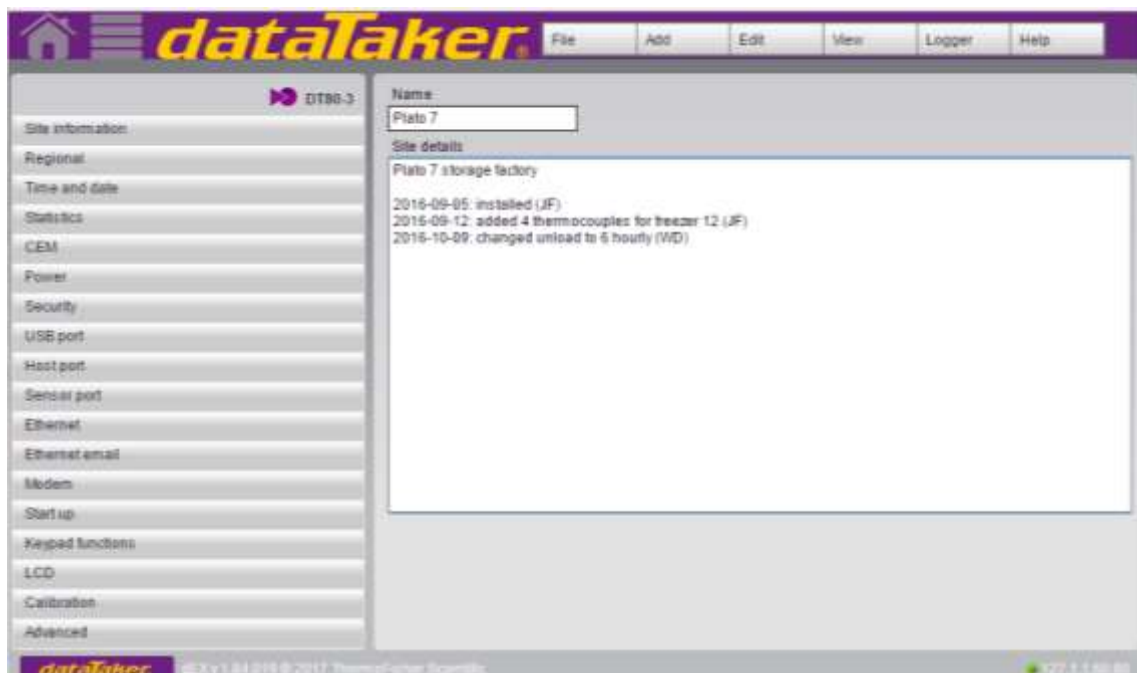 dataTaker
File
Add
Edit
View
Logger
Help
DT80-3
Site information
Regional
Time and date
Statistics
CEM
Power
Security
USB port
Host port
Sensor port
Ethernet
Ethernet email
Modem
Start up
Keypad functions
LCD
Calibration
Advanced
Name
Plato 7
Site details
Plato 7 storage factory
2016-09-05: installed (JF)
2016-09-12: added 4 thermocouples for freezer 12 (JF)
2016-10-09: changed unload to 6 hourly (WD)
dataTaker
© 2017 ThermoFisher Scientific